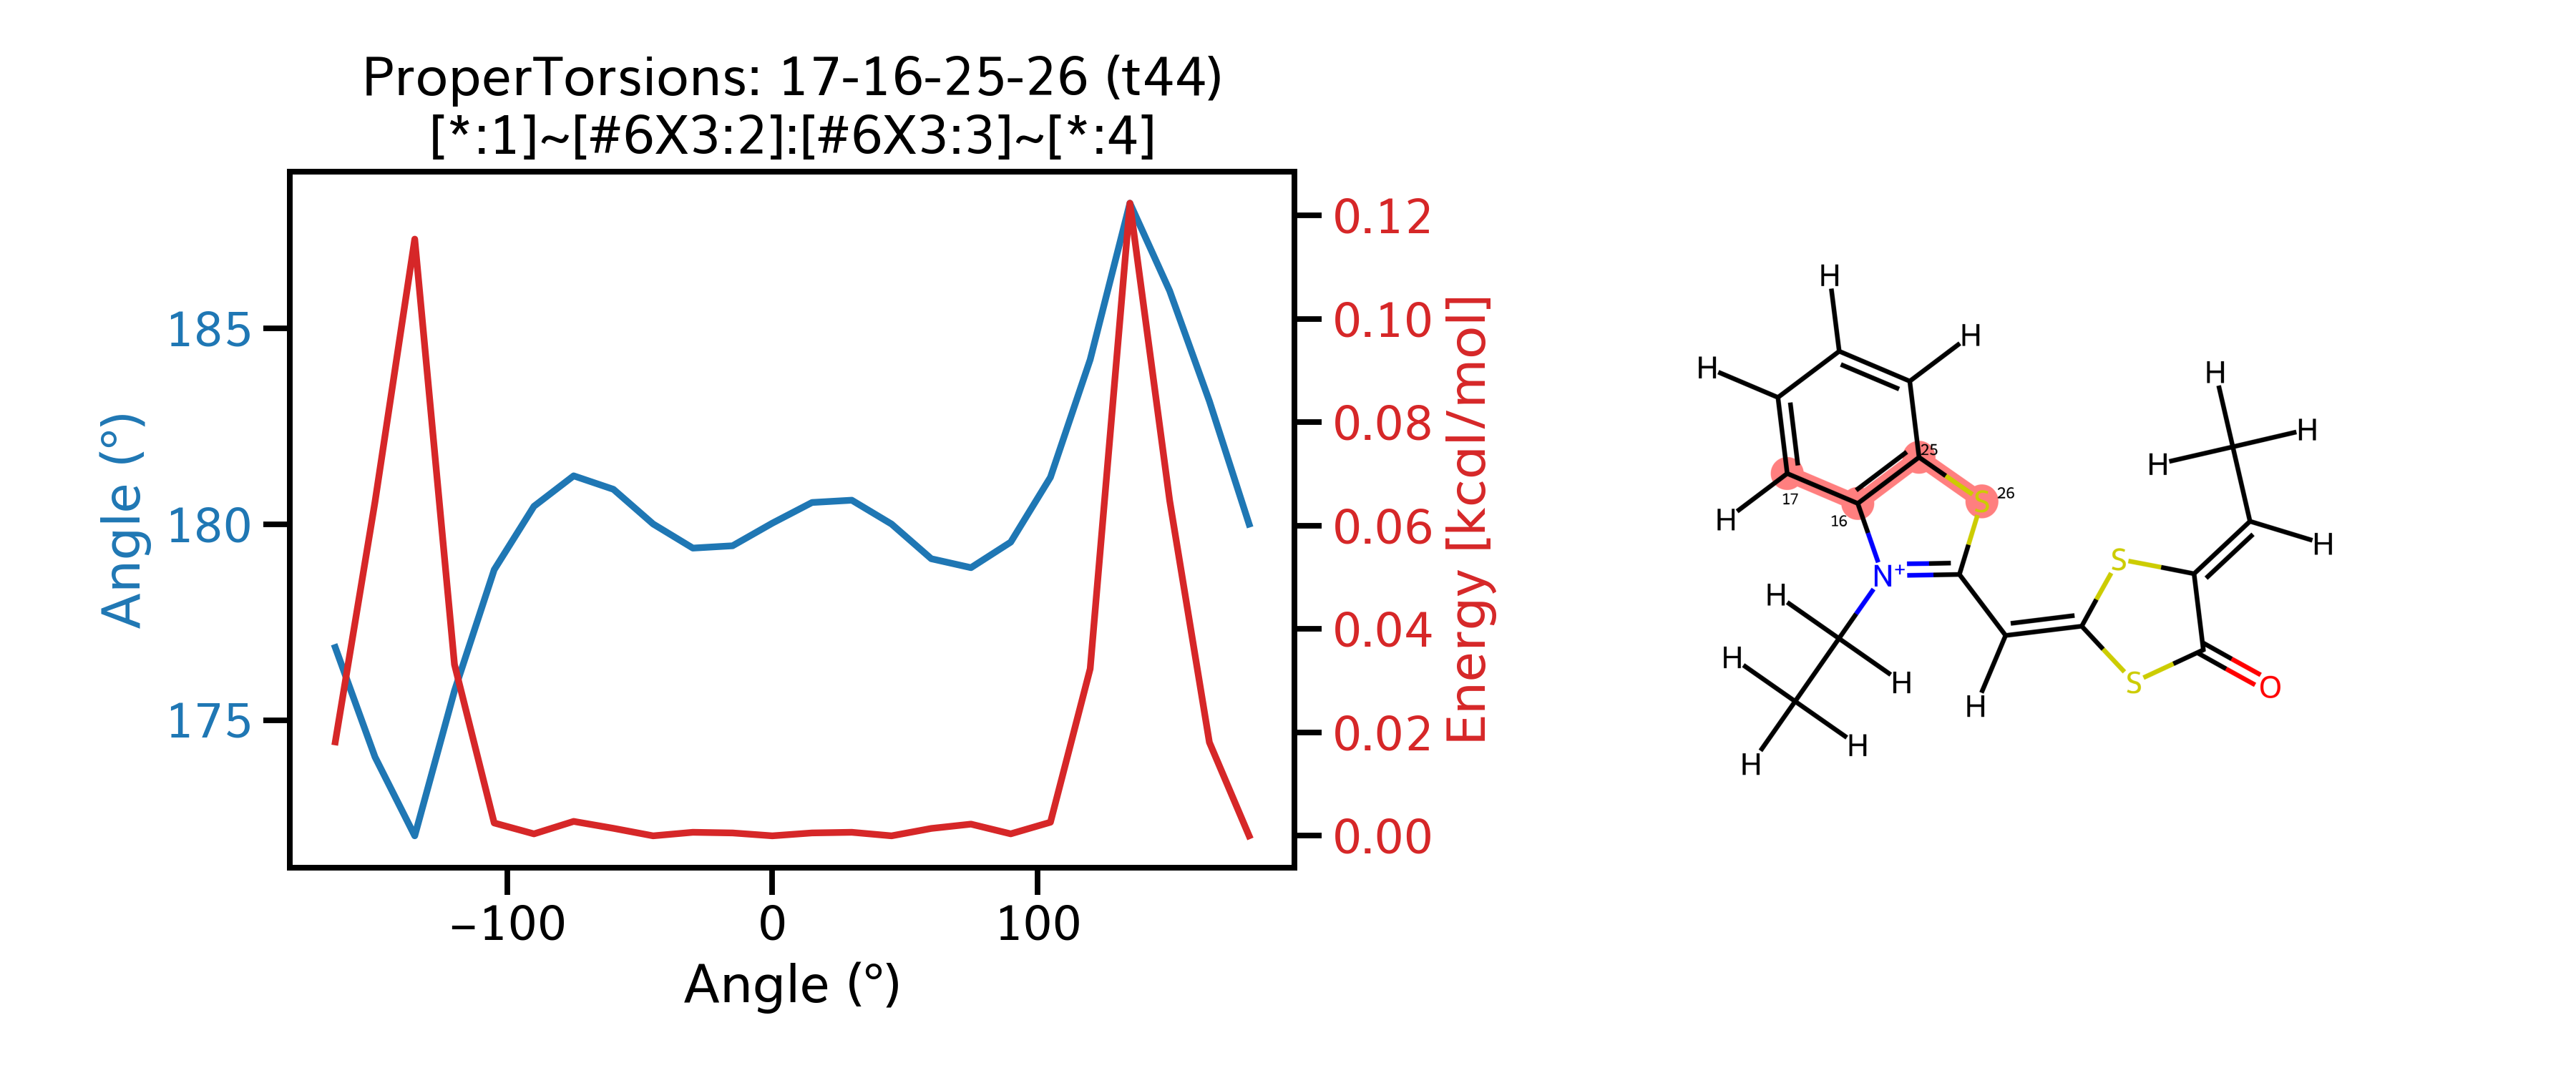 ProperTorsions: 17-16-25-26 (t44)
[*:1]~[#6X3:2]:[#6X3:3]~[*:4]
Angle (°)
185
180
175
0.12
0.10
0.08
0.06
0.04
0.02
0.00
Energy [kcal/mol]
−100
0
100
Angle (°)
H
H
H
H
H
H
25
17
S
26
16
H
H
S
N+
H
H
H
S
O
H
H
H
H